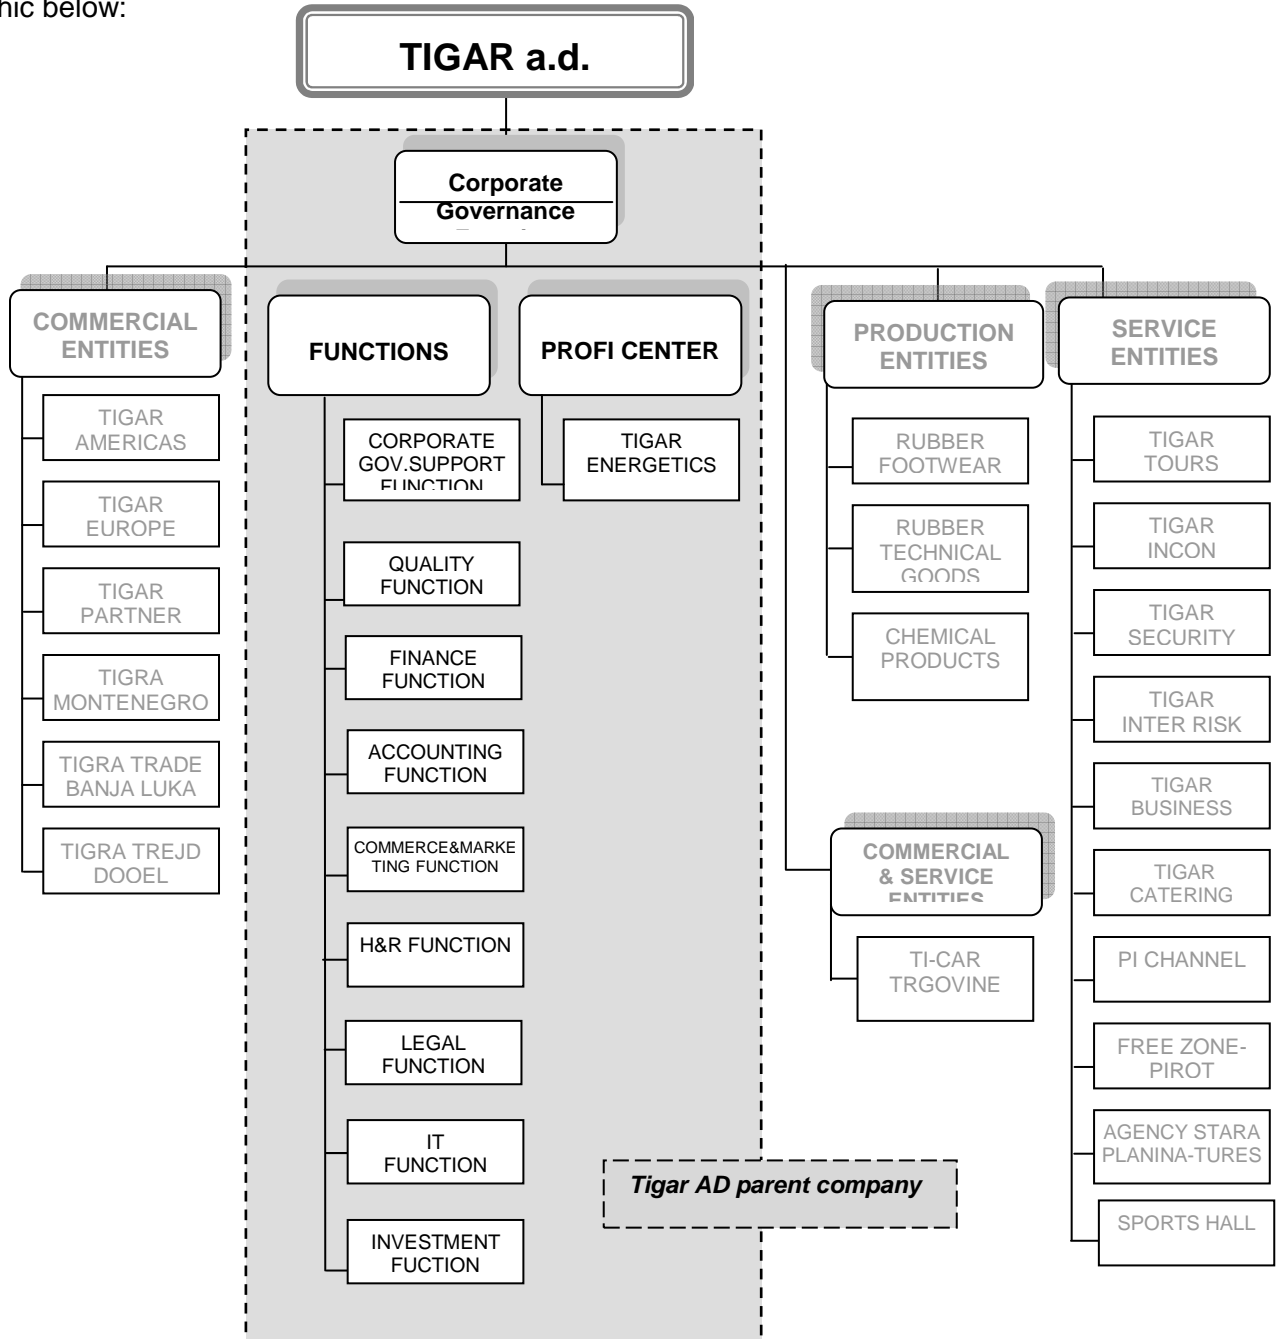 hic below:
TIGAR a.d.
Corporate
Governance
COMMERCIAL
ENTITIES
TIGAR
AMERICAS
TIGAR
EUROPE
TIGAR
PARTNER
TIGRA
MONTENEGRO
TIGRA TRADE
BANJA LUKA
TIGRA TREJD
DOOEL
FUNCTIONS
CORPORATE
GOV.SUPPORT
FUNCTION
QUALITY
FUNCTION
FINANCE
FUNCTION
ACCOUNTING
FUNCTION
COMMERCE&MARKE
TING FUNCTION
H&R FUNCTION
LEGAL
FUNCTION
IT
FUNCTION
INVESTMENT
FUCTION
PROFI CENTER
TIGAR
ENERGETICS
PRODUCTION
ENTITIES
RUBBER
FOOTWEAR
RUBBER
TECHNICAL
GOODS
CHEMICAL
PRODUCTS
COMMERCIAL
& SERVICE
ENTITIES
TI-CAR
TRGOVINE
SERVICE
ENTITIES
TIGAR
TOURS
TIGAR
INCON
TIGAR
SECURITY
TIGAR
INTER RISK
TIGAR
BUSINESS
TIGAR
CATERING
PI CHANNEL
FREE ZONE-
PIROT
AGENCY STARA
PLANINA-TURES
SPORTS HALL
Tigar AD parent company